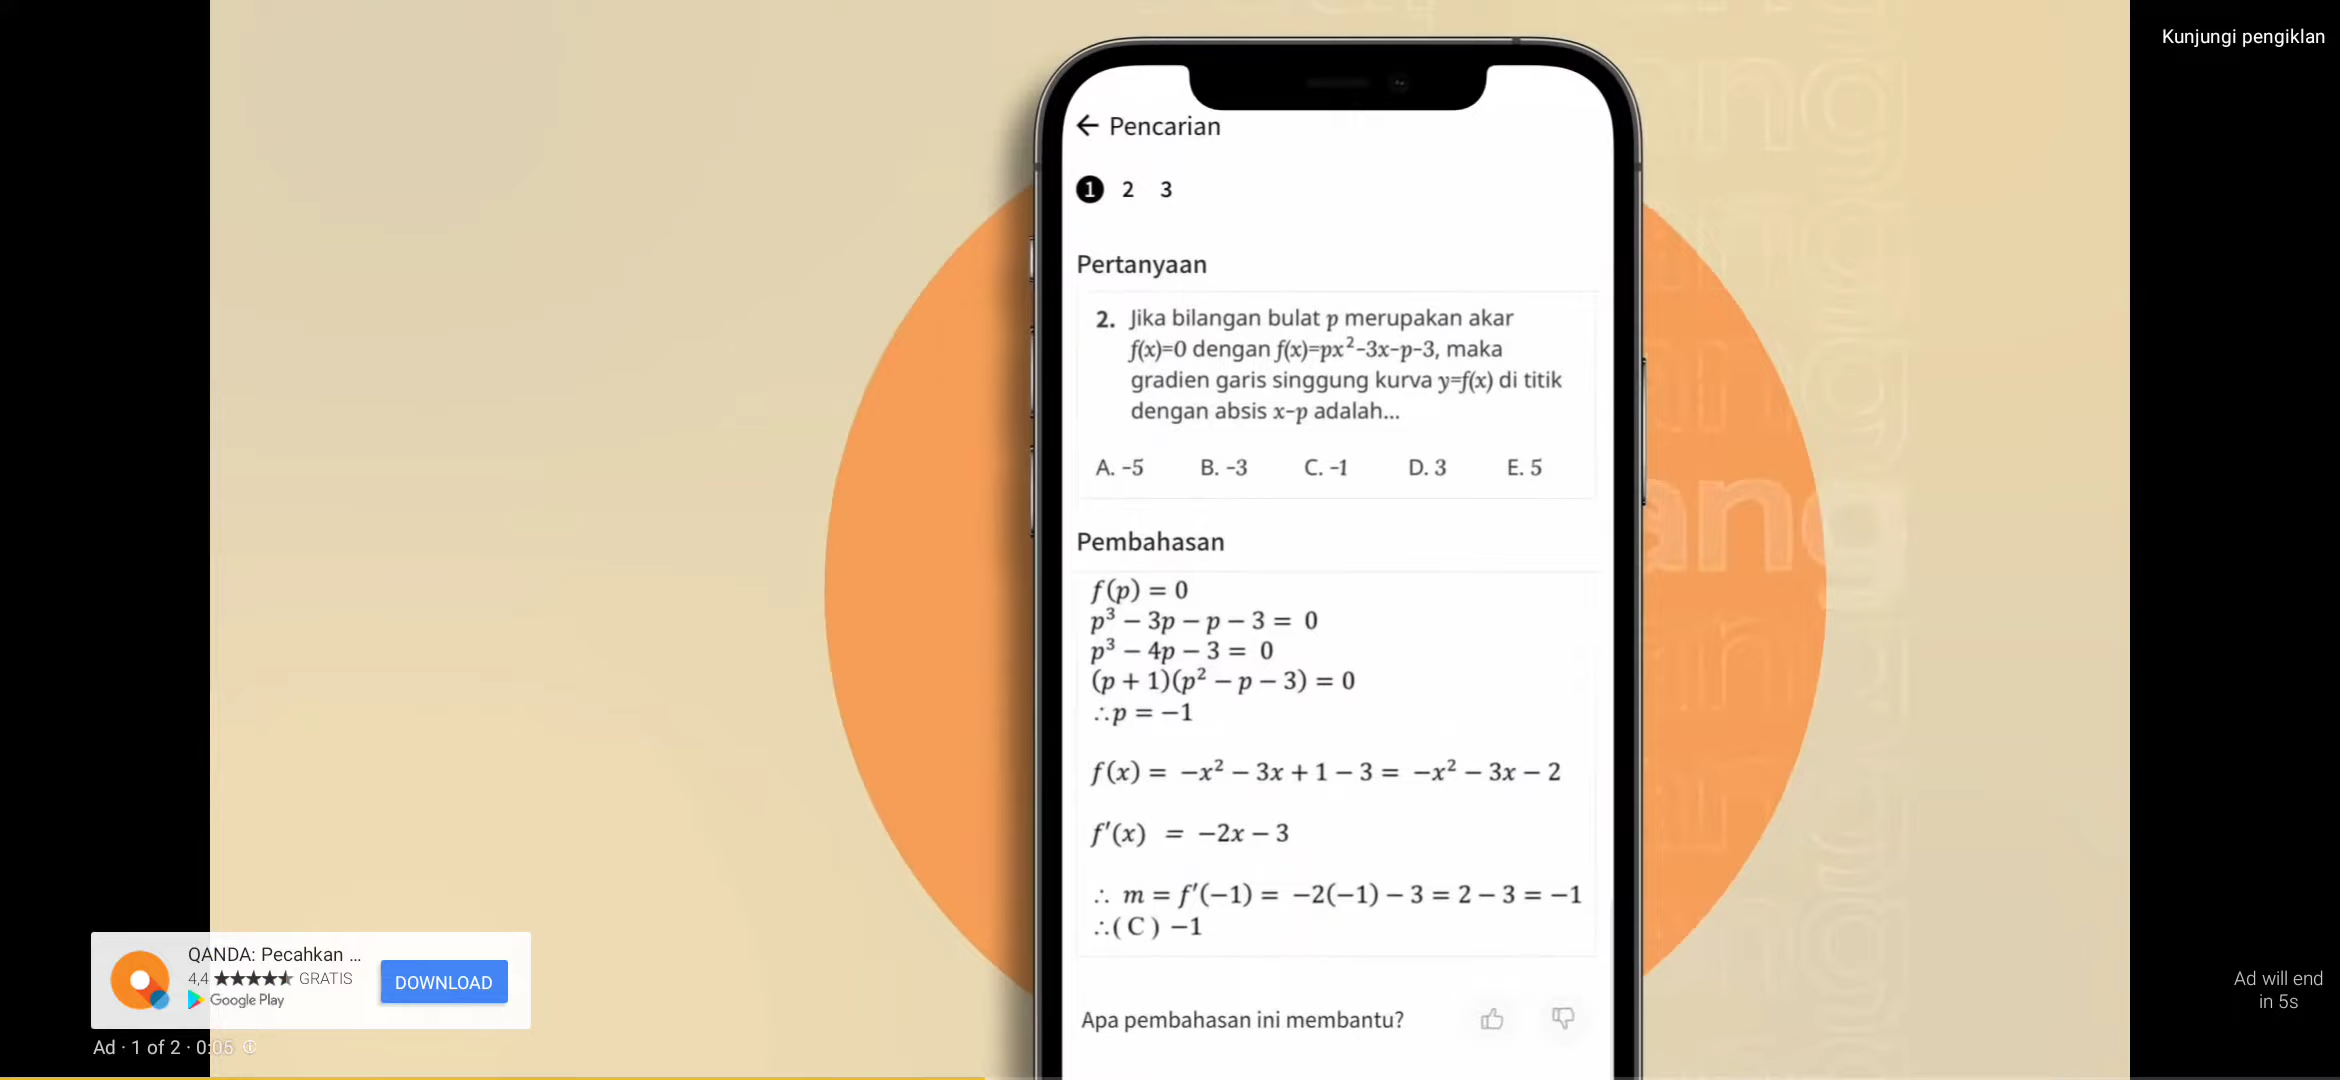 Kunjungi pengiklan
← Pencarian
1 2 3
Pertanyaan
2. Jika bilangan bulat p merupakan akar
f(x)=0 dengan f(x)=px²-3x-p-3, maka
gradien garis singgung kurva y=f(x) di titik
dengan absis x-p adalah...
A. -5 B. -3 C. -1 D. 3 E. 5
Pembahasan
f(p) = 0
p³ − 3p − p − 3 = 0
p³ − 4p − 3 = 0
(p + 1)(p² − p − 3) = 0
∴p = −1
f(x) = −x² − 3x + 1 − 3 = −x² − 3x − 2
f′(x) = −2x − 3
∴ m = f′(−1) = −2(−1) − 3 = 2 − 3 = −1
∴(C) −1
Apa pembahasan ini membantu?
QANDA: Pecahkan ...
4,4 ★★★★★ GRATIS
Google Play
DOWNLOAD
Ad · 1 of 2 · 0:05
Ad will end
in 5s
ang